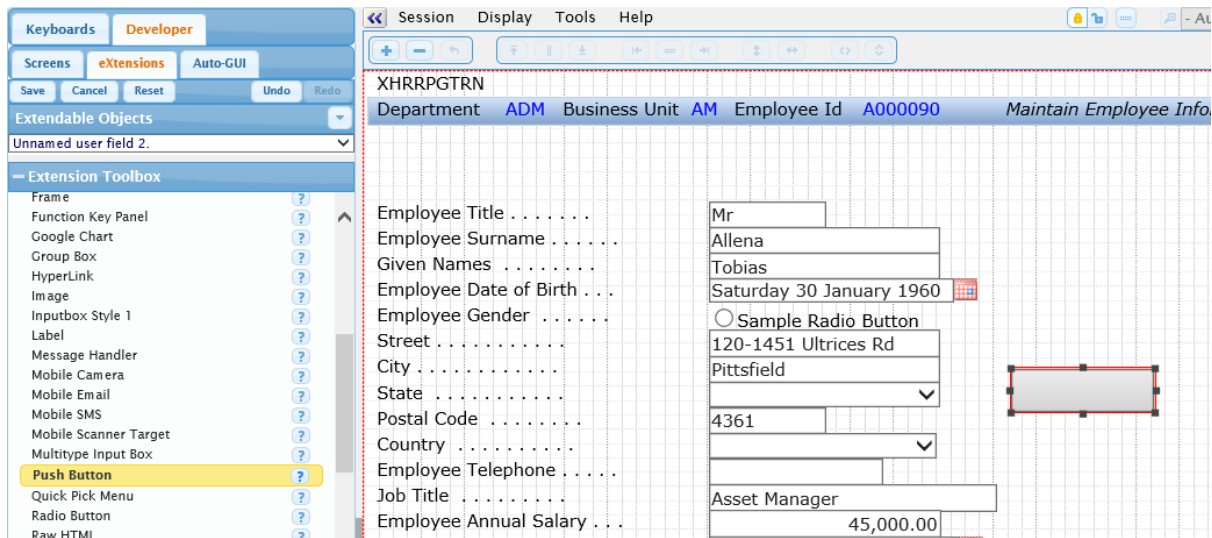 Keyboards Developer
Screens eXtensions Auto-GUI
Save Cancel Reset Undo Redo
Extendable Objects
Unnamed user field 2.
Extension Toolbox
Frame ?
Function Key Panel ?
Google Chart ?
Group Box ?
HyperLink ?
Image ?
Inputbox Style 1 ?
Label ?
Message Handler ?
Mobile Camera ?
Mobile Email ?
Mobile SMS ?
Mobile Scanner Target ?
Multitype Input Box ?
Push Button ?
Quick Pick Menu ?
Radio Button ?
Raw HTML
Session Display Tools Help
- Au
XHRRPGTRN
Department ADM Business Unit AM Employee Id A000090 Maintain Employee Info
Employee Title . . . . . . . Mr
Employee Surname . . . . . . Allena
Given Names . . . . . . . . Tobias
Employee Date of Birth . . . Saturday 30 January 1960
Employee Gender . . . . . . Sample Radio Button
Street . . . . . . . . . . . 120-1451 Ultrices Rd
City . . . . . . . . . . . . Pittsfield
State . . . . . . . . . . .
Postal Code . . . . . . . . 4361
Country . . . . . . . . . .
Employee Telephone . . . . .
Job Title . . . . . . . . . Asset Manager
Employee Annual Salary . . . 45,000.00